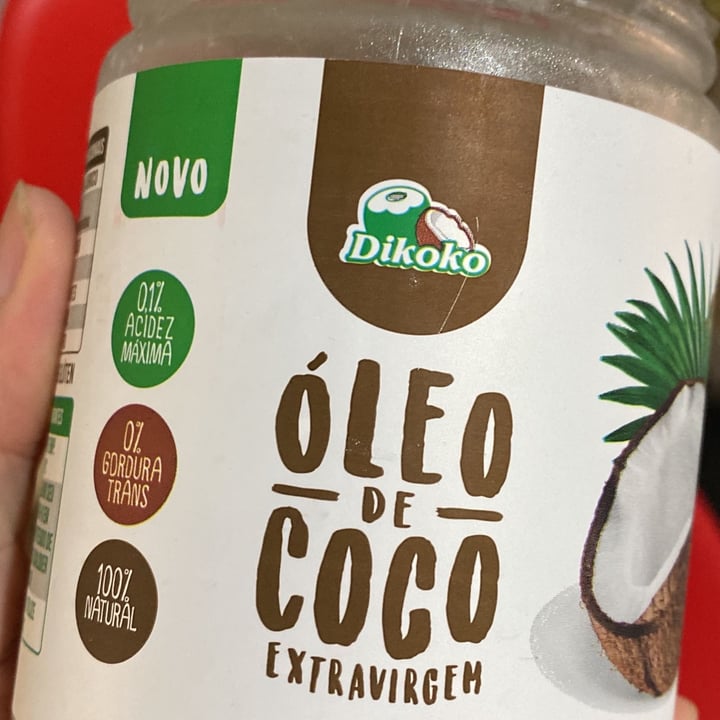 NOVO
Dikoko
0,1%
ACIDEZ
MÁXIMA
0%
GORDURA
TRANS
100%
NATURAL
ÓLEO
DE
COCO
EXTRAVIRGEM